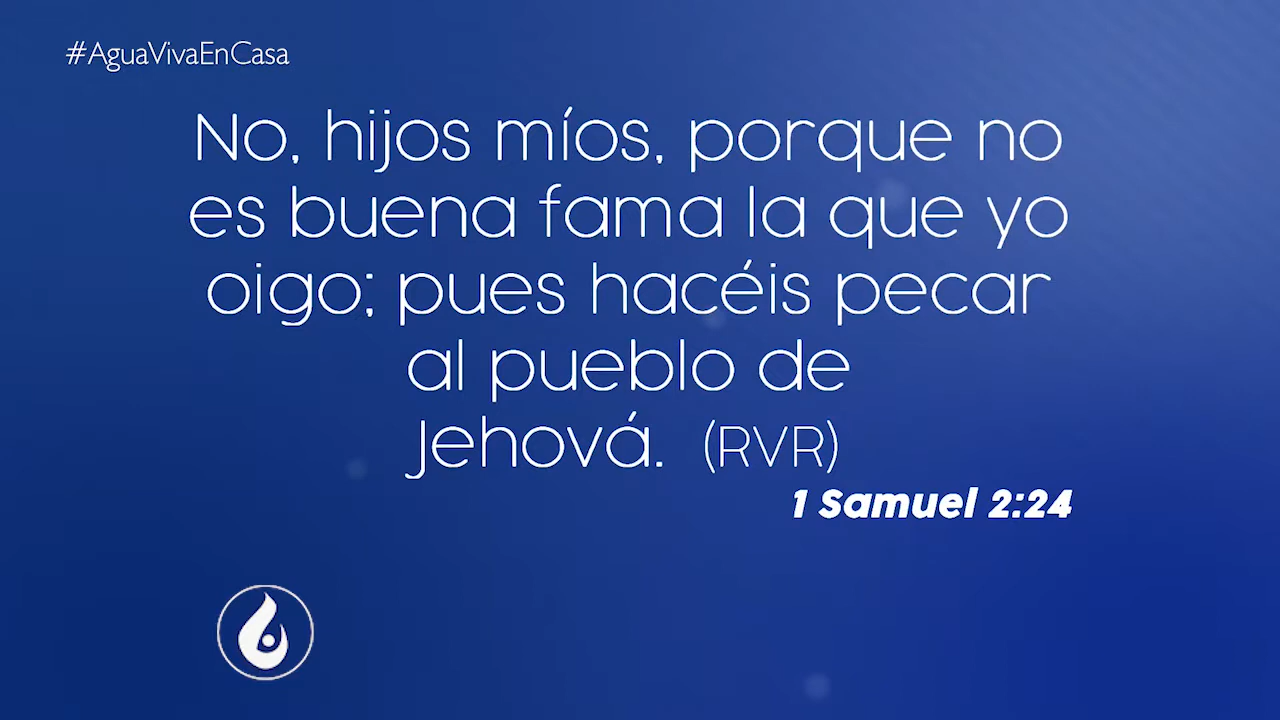 #AguaVivaEnCasa
No, hijos míos, porque no
es buena fama la que yo
oigo; pues hacéis pecar
al pueblo de
Jehová. (RVR)
1 Samuel 2:24